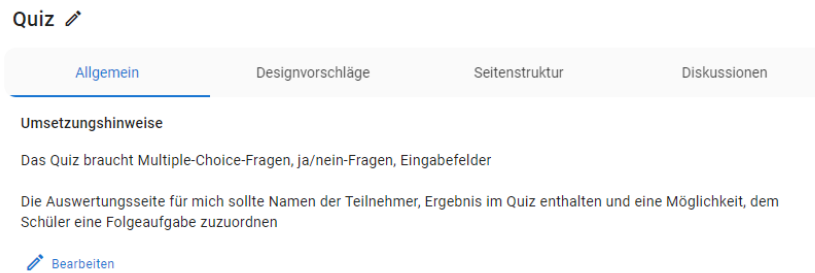 Quiz
Allgemein
Designvorschläge
Seitenstruktur
Diskussionen
Umsetzungshinweise
Das Quiz braucht Multiple-Choice-Fragen, ja/nein-Fragen, Eingabefelder
Die Auswertungsseite für mich sollte Namen der Teilnehmer, Ergebnis im Quiz enthalten und eine Möglichkeit, dem
Schüler eine Folgeaufgabe zuzuordnen
Bearbeiten